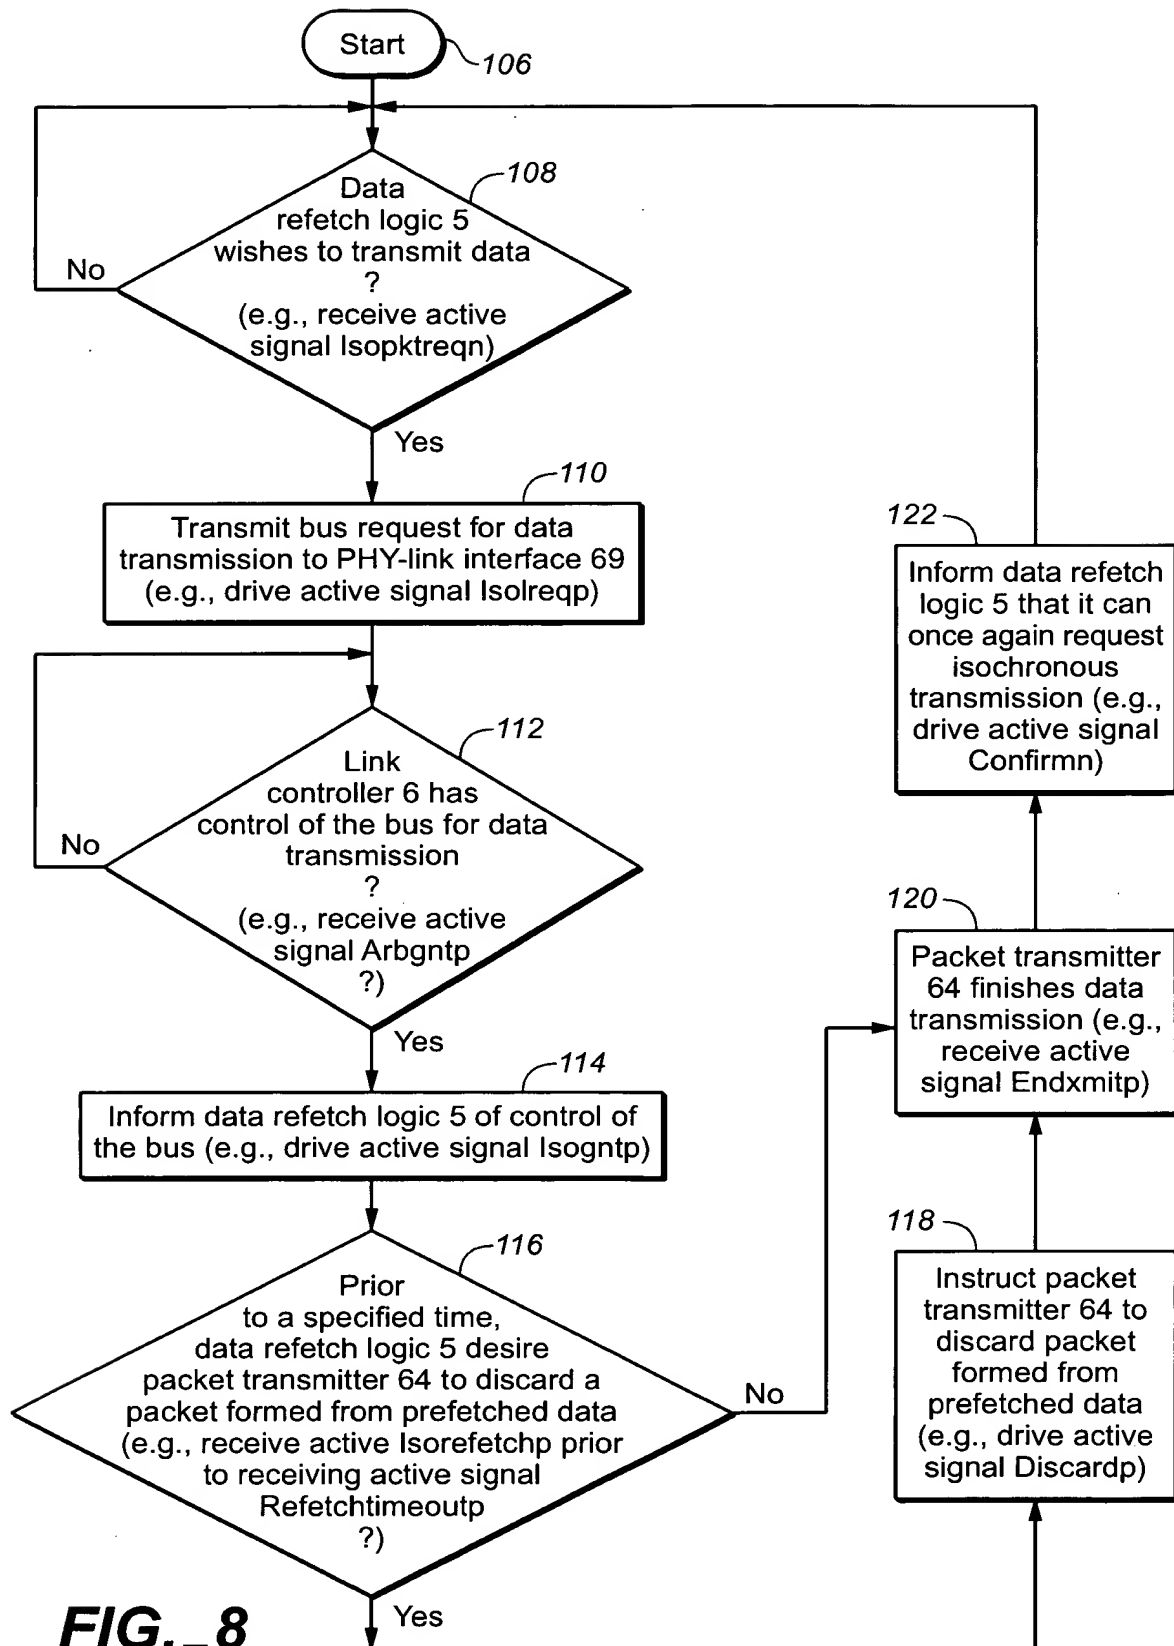 Start
106
108
Data
refetch logic 5
wishes to transmit data
?
(e.g., receive active
signal Isopktreqn)
No
Yes
110
Transmit bus request for data
transmission to PHY-link interface 69
(e.g., drive active signal Isolreqp)
112
Link
controller 6 has
control of the bus for data
transmission
?
(e.g., receive active
signal Arbgntp
?)
No
Yes
114
Inform data refetch logic 5 of control of
the bus (e.g., drive active signal Isogntp)
116
Prior
to a specified time,
data refetch logic 5 desire
packet transmitter 64 to discard a
packet formed from prefetched data
(e.g., receive active Isorefetchp prior
to receiving active signal
Refetchtimeoutp
?)
No
Yes
118
Instruct packet
transmitter 64 to
discard packet
formed from
prefetched data
(e.g., drive active
signal Discardp)
120
Packet transmitter
64 finishes data
transmission (e.g.,
receive active
signal Endxmitp)
122
Inform data refetch
logic 5 that it can
once again request
isochronous
transmission (e.g.,
drive active signal
Confirmn)
FIG._8